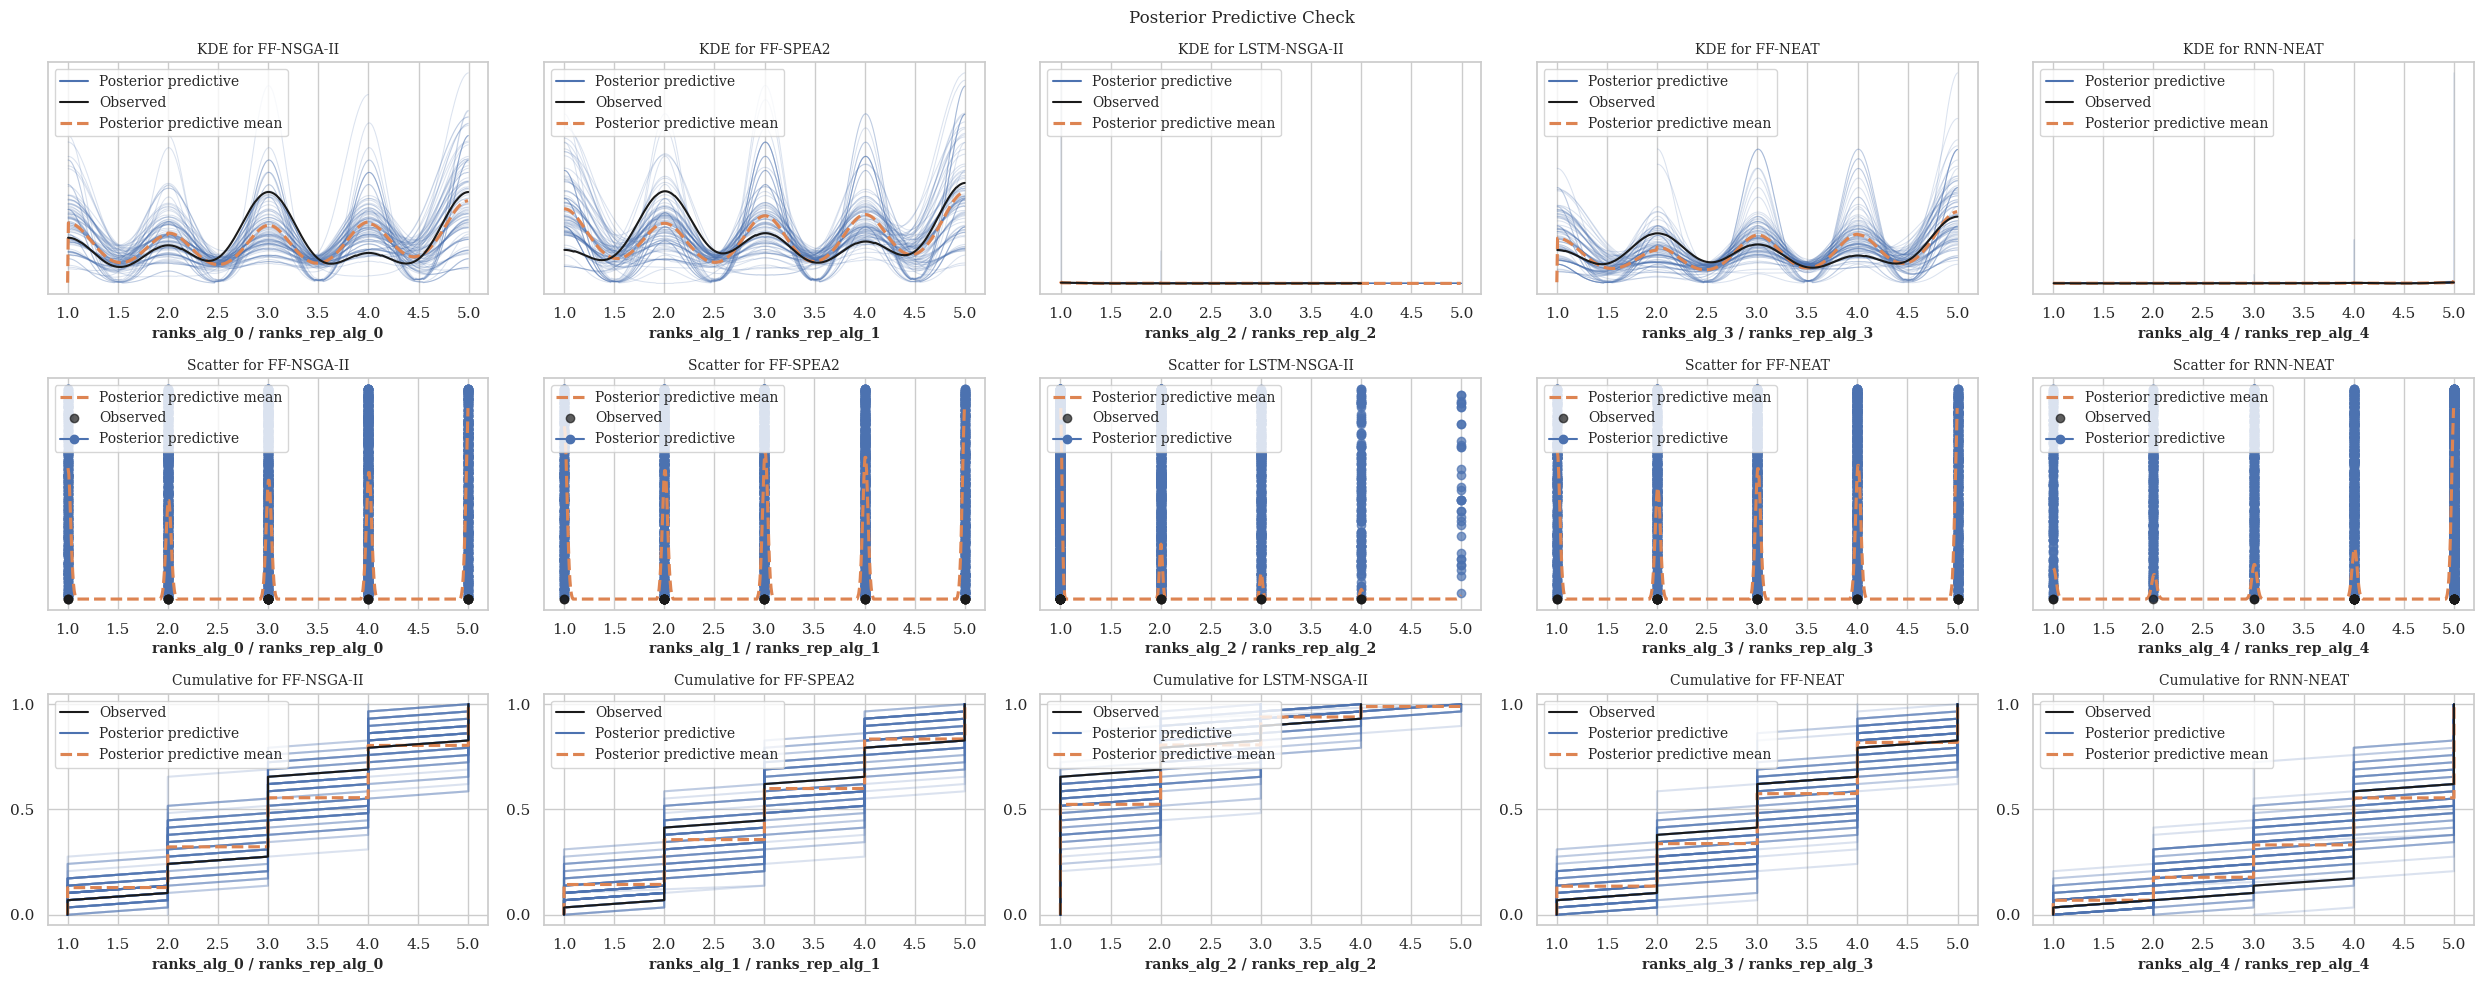 Posterior Predictive Check
KDE for FF-NSGA-II
Posterior predictive
Observed
Posterior predictive mean
1.0 1.5 2.0 2.5 3.0 3.5 4.0 4.5 5.0
ranks_alg_0 / ranks_rep_alg_0
KDE for FF-SPEA2
Posterior predictive
Observed
Posterior predictive mean
1.0 1.5 2.0 2.5 3.0 3.5 4.0 4.5 5.0
ranks_alg_1 / ranks_rep_alg_1
KDE for LSTM-NSGA-II
Posterior predictive
Observed
Posterior predictive mean
1.0 1.5 2.0 2.5 3.0 3.5 4.0 4.5 5.0
ranks_alg_2 / ranks_rep_alg_2
KDE for FF-NEAT
Posterior predictive
Observed
Posterior predictive mean
1.0 1.5 2.0 2.5 3.0 3.5 4.0 4.5 5.0
ranks_alg_3 / ranks_rep_alg_3
KDE for RNN-NEAT
Posterior predictive
Observed
Posterior predictive mean
1.0 1.5 2.0 2.5 3.0 3.5 4.0 4.5 5.0
ranks_alg_4 / ranks_rep_alg_4
Scatter for FF-NSGA-II
Posterior predictive mean
Observed
Posterior predictive
1.0 1.5 2.0 2.5 3.0 3.5 4.0 4.5 5.0
ranks_alg_0 / ranks_rep_alg_0
Scatter for FF-SPEA2
Posterior predictive mean
Observed
Posterior predictive
1.0 1.5 2.0 2.5 3.0 3.5 4.0 4.5 5.0
ranks_alg_1 / ranks_rep_alg_1
Scatter for LSTM-NSGA-II
Posterior predictive mean
Observed
Posterior predictive
1.0 1.5 2.0 2.5 3.0 3.5 4.0 4.5 5.0
ranks_alg_2 / ranks_rep_alg_2
Scatter for FF-NEAT
Posterior predictive mean
Observed
Posterior predictive
1.0 1.5 2.0 2.5 3.0 3.5 4.0 4.5 5.0
ranks_alg_3 / ranks_rep_alg_3
Scatter for RNN-NEAT
Posterior predictive mean
Observed
Posterior predictive
1.0 1.5 2.0 2.5 3.0 3.5 4.0 4.5 5.0
ranks_alg_4 / ranks_rep_alg_4
Cumulative for FF-NSGA-II
Observed
Posterior predictive
Posterior predictive mean
1.0
0.5
0.0
1.0 1.5 2.0 2.5 3.0 3.5 4.0 4.5 5.0
ranks_alg_0 / ranks_rep_alg_0
Cumulative for FF-SPEA2
Observed
Posterior predictive
Posterior predictive mean
1.0
0.5
0.0
1.0 1.5 2.0 2.5 3.0 3.5 4.0 4.5 5.0
ranks_alg_1 / ranks_rep_alg_1
Cumulative for LSTM-NSGA-II
Observed
Posterior predictive
Posterior predictive mean
1.0
0.5
0.0
1.0 1.5 2.0 2.5 3.0 3.5 4.0 4.5 5.0
ranks_alg_2 / ranks_rep_alg_2
Cumulative for FF-NEAT
Observed
Posterior predictive
Posterior predictive mean
1.0
0.5
0.0
1.0 1.5 2.0 2.5 3.0 3.5 4.0 4.5 5.0
ranks_alg_3 / ranks_rep_alg_3
Cumulative for RNN-NEAT
Observed
Posterior predictive
Posterior predictive mean
1.0
0.5
0.0
1.0 1.5 2.0 2.5 3.0 3.5 4.0 4.5 5.0
ranks_alg_4 / ranks_rep_alg_4